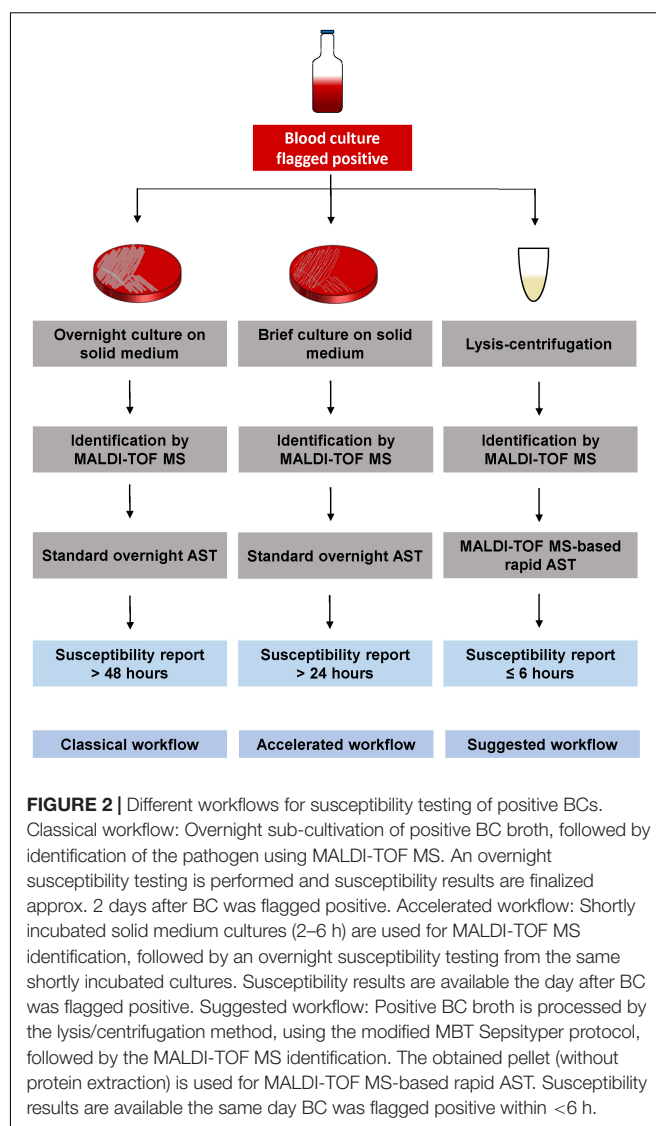 Blood culture
flagged positive
Overnight culture on
solid medium
Brief culture on solid
medium
Lysis-centrifugation
Identification by
MALDI-TOF MS
Identification by
MALDI-TOF MS
Identification by
MALDI-TOF MS
Standard overnight AST
Standard overnight AST
MALDI-TOF MS-based
rapid AST
Susceptibility report
> 48 hours
Susceptibility report
> 24 hours
Susceptibility report
≤ 6 hours
Classical workflow
Accelerated workflow
Suggested workflow
FIGURE 2 | Different workflows for susceptibility testing of positive BCs.
Classical workflow: Overnight sub-cultivation of positive BC broth, followed by
identification of the pathogen using MALDI-TOF MS. An overnight
susceptibility testing is performed and susceptibility results are finalized
approx. 2 days after BC was flagged positive. Accelerated workflow: Shortly
incubated solid medium cultures (2–6 h) are used for MALDI-TOF MS
identification, followed by an overnight susceptibility testing from the same
shortly incubated cultures. Susceptibility results are available the day after BC
was flagged positive. Suggested workflow: Positive BC broth is processed by
the lysis/centrifugation method, using the modified MBT Sepsityper protocol,
followed by the MALDI-TOF MS identification. The obtained pellet (without
protein extraction) is used for MALDI-TOF MS-based rapid AST. Susceptibility
results are available the same day BC was flagged positive within <6 h.